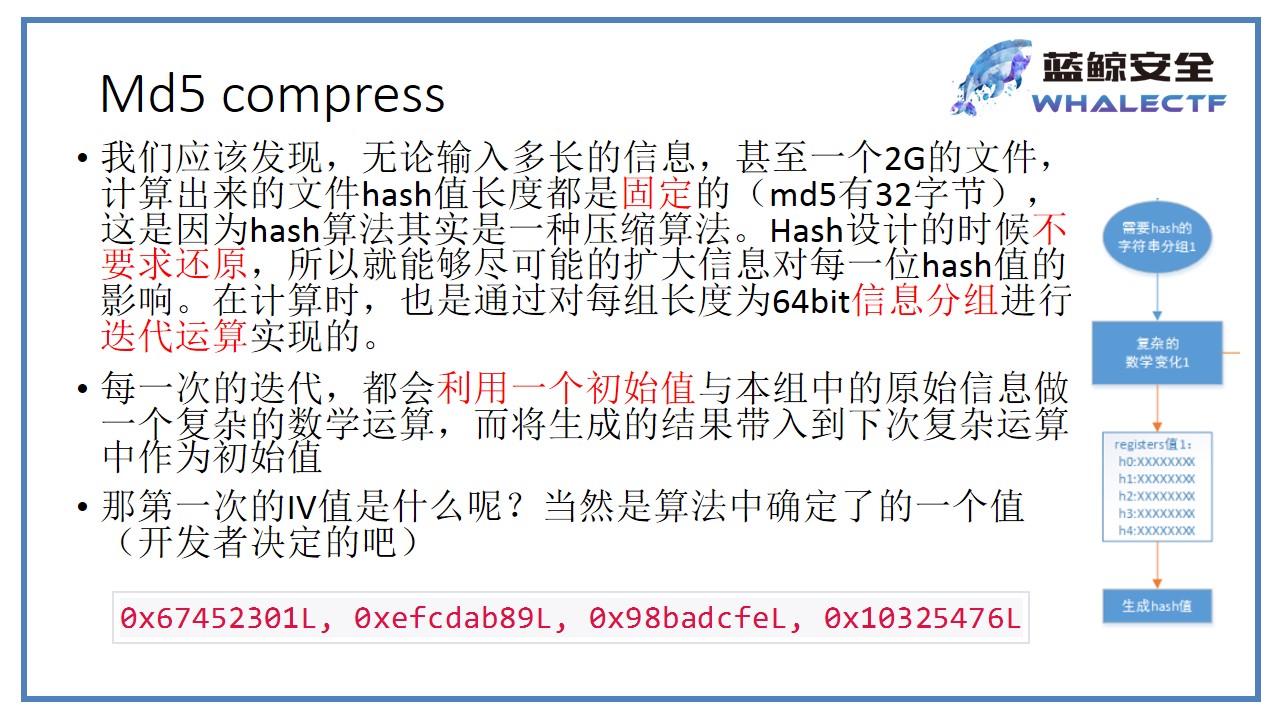 Md5 compress
蓝鲸安全
WHALECTF
• 我们应该发现，无论输入多长的信息，甚至一个2G的文件，
计算出来的文件hash值长度都是固定的（md5有32字节），
这是因为hash算法其实是一种压缩算法。Hash设计的时候不
要求还原，所以就能够尽可能的扩大信息对每一位hash值的
影响。在计算时，也是通过对每组长度为64bit信息分组进行
迭代运算实现的。
• 每一次的迭代，都会利用一个初始值与本组中的原始信息做
一个复杂的数学运算，而将生成的结果带入到下次复杂运算
中作为初始值
• 那第一次的IV值是什么呢？当然是算法中确定了的一个值
（开发者决定的吧）
0x67452301L, 0xefcdab89L, 0x98badcfeL, 0x10325476L
需要hash的
字符串分组1
复杂的
数学变化1
registers值1：
h0:XXXXXXXX
h1:XXXXXXXX
h2:XXXXXXXX
h3:XXXXXXXX
h4:XXXXXXXX
生成hash值